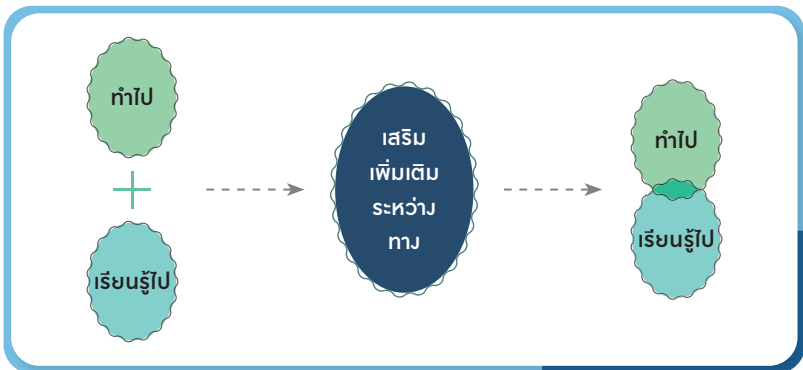 ทำไป
+
เรียนรู้ไป
เสริม
เพิ่มเติม
ระหว่าง
ทาง
ทำไป
เรียนรู้ไป